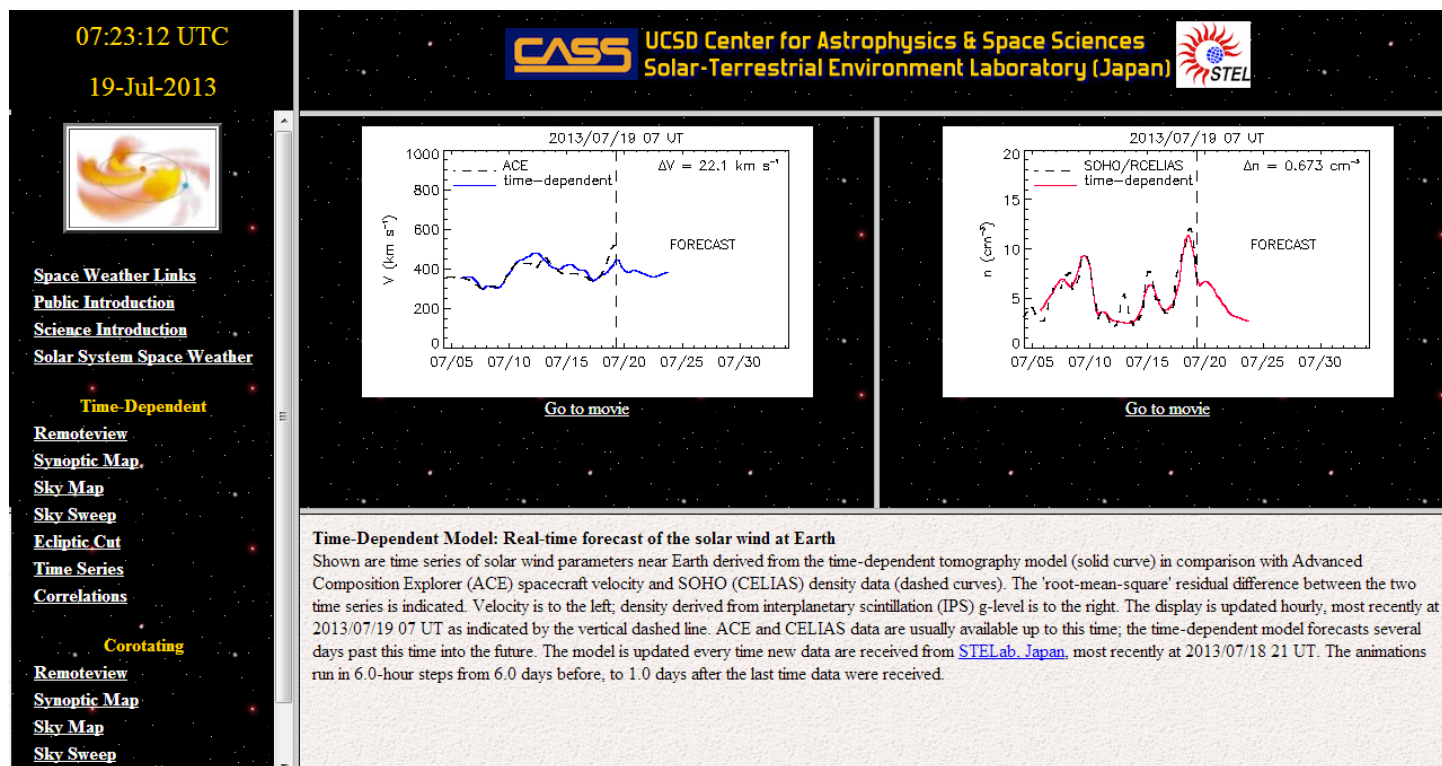 07:23:12 UTC
19-Jul-2013
Space Weather Links
Public Introduction
Science Introduction
Solar System Space Weather
Time-Dependent
Remoteview
Synoptic Map
Sky Map
Sky Sweep
Ecliptic Cut
Time Series
Correlations
Corotating
Remoteview
Synoptic Map
Sky Map
Sky Sweep
CASS
UCSD Center for Astrophysics & Space Sciences
Solar-Terrestrial Environment Laboratory (Japan)
STEL
2013/07/19 07 UT
ACE
time-dependent
ΔV = 22.1 km s⁻¹
FORECAST
V (km s⁻¹)
1000
800
600
400
200
0
07/05 07/10 07/15 07/20 07/25 07/30
Go to movie
2013/07/19 07 UT
SOHO/RCELIAS
time-dependent
Δn = 0.673 cm⁻³
FORECAST
n (cm⁻³)
20
15
10
5
0
07/05 07/10 07/15 07/20 07/25 07/30
Go to movie
Time-Dependent Model: Real-time forecast of the solar wind at Earth
Shown are time series of solar wind parameters near Earth derived from the time-dependent tomography model (solid curve) in comparison with Advanced
Composition Explorer (ACE) spacecraft velocity and SOHO (CELIAS) density data (dashed curves). The 'root-mean-square' residual difference between the two
time series is indicated. Velocity is to the left; density derived from interplanetary scintillation (IPS) g-level is to the right. The display is updated hourly, most recently at
2013/07/19 07 UT as indicated by the vertical dashed line. ACE and CELIAS data are usually available up to this time; the time-dependent model forecasts several
days past this time into the future. The model is updated every time new data are received from STELab, Japan, most recently at 2013/07/18 21 UT. The animations
run in 6.0-hour steps from 6.0 days before, to 1.0 days after the last time data were received.